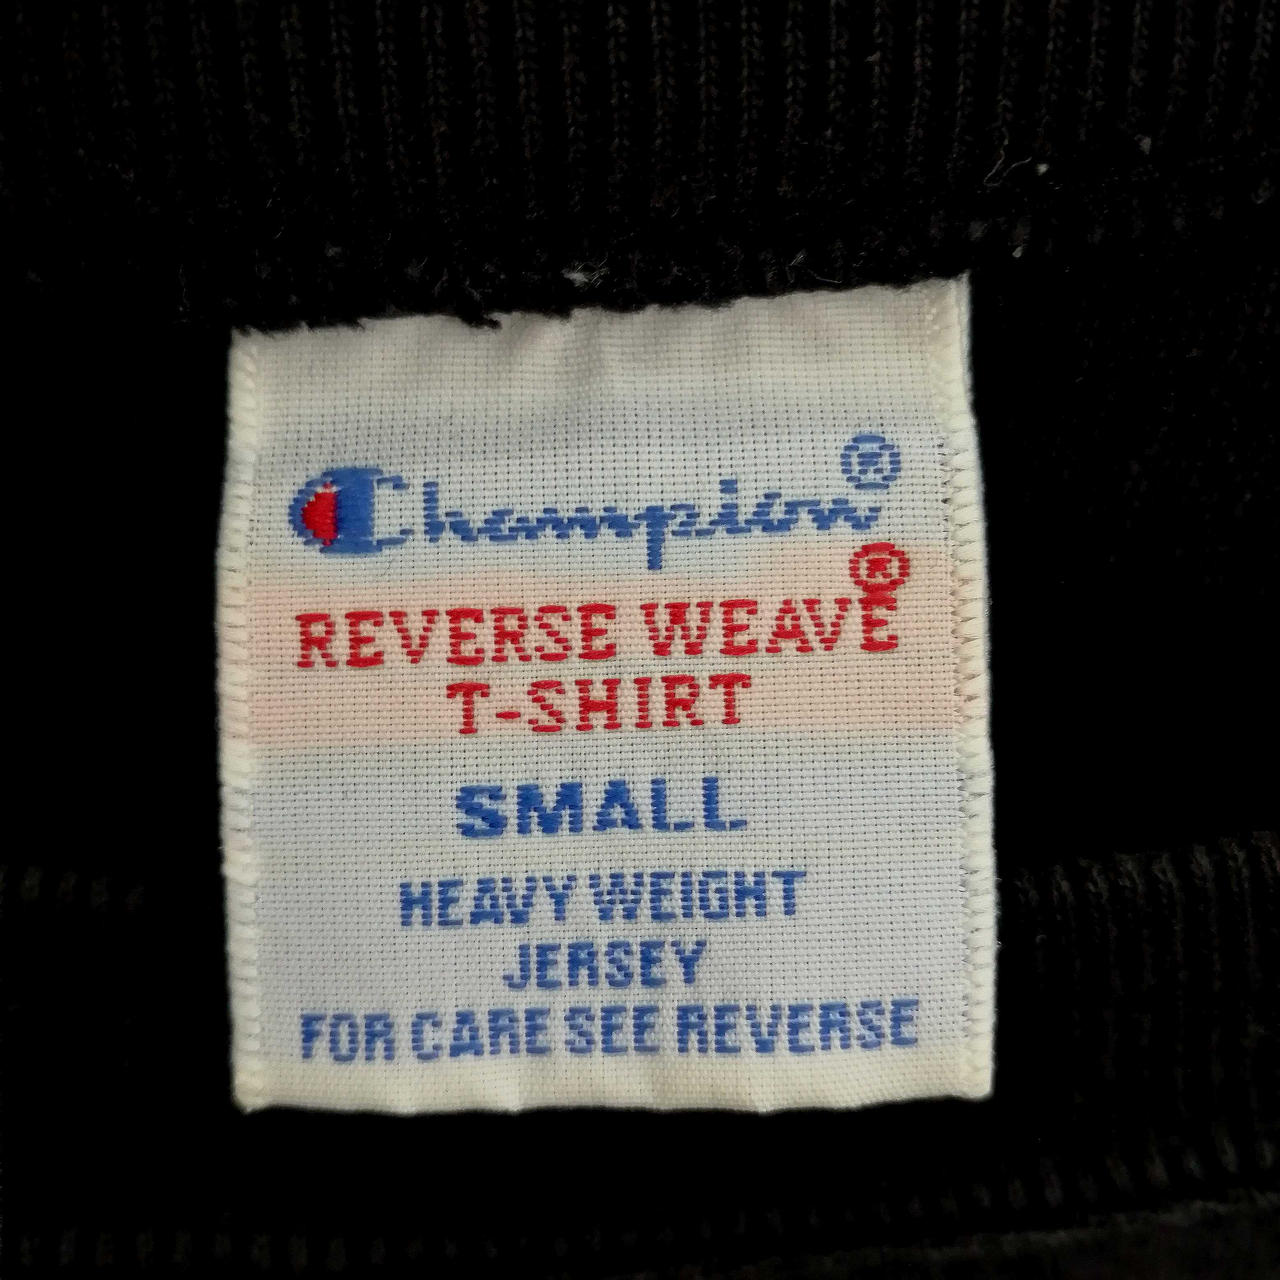 Champion®
REVERSE WEAVE®
T-SHIRT
SMALL
HEAVY WEIGHT
JERSEY
FOR CARE SEE REVERSE